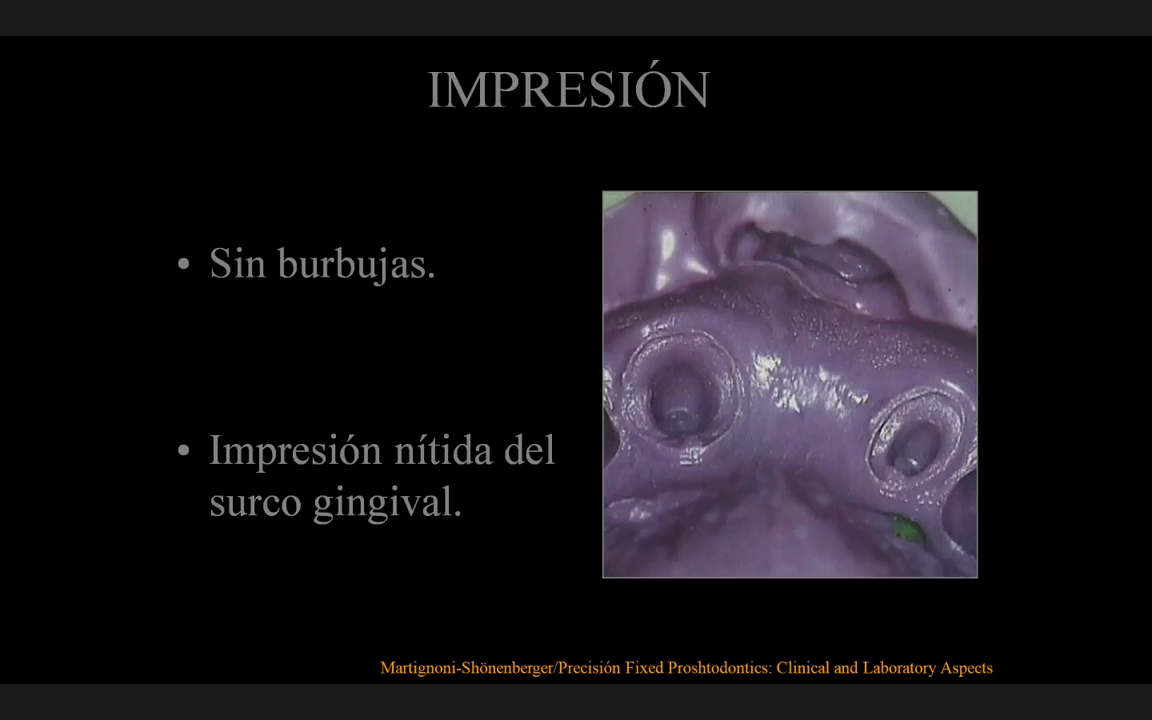 IMPRESIÓN
• Sin burbujas.
• Impresión nítida del
surco gingival.
Martignoni-Shönenberger/Precisión Fixed Proshtodontics: Clinical and Laboratory Aspects